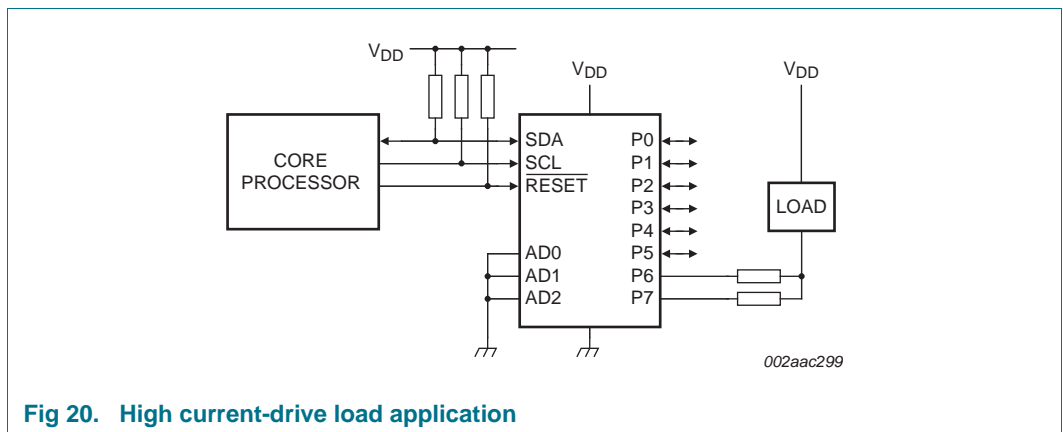 VDD
VDD
VDD
CORE
PROCESSOR
SDA
SCL
RESET
AD0
AD1
AD2
P0
P1
P2
P3
P4
P5
P6
P7
LOAD
002aac299
Fig 20. High current-drive load application